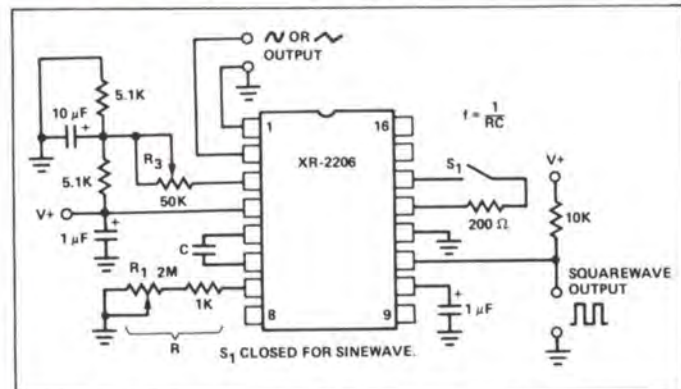 ∿ OR
OUTPUT
5.1K
10 µF +
1
16
f = 1/RC
XR-2206
R3
S1
V+
5.1K
50K
200 Ω
10K
V+
+
1 µF
C
SQUAREWAVE
OUTPUT
R1 2M
1K
+
1 µF
8
9
R
S1 CLOSED FOR SINEWAVE.